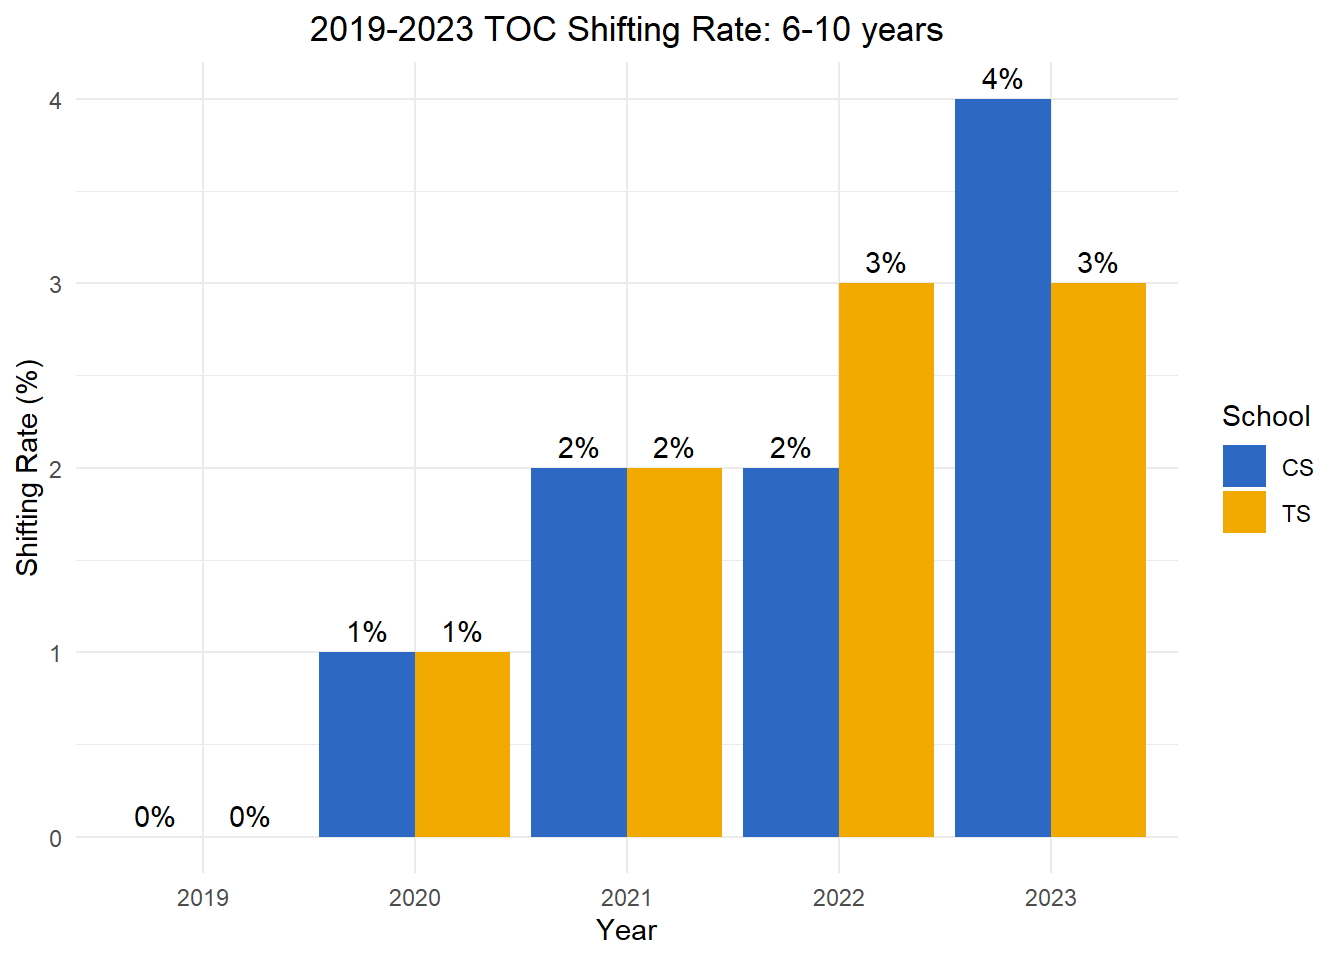 2019-2023 TOC Shifting Rate: 6-10 years
Shifting Rate (%)
4
3
2
1
0
0% 0%
1% 1%
2% 2%
2% 3%
4% 3%
2019 2020 2021 2022 2023
Year
School
CS
TS